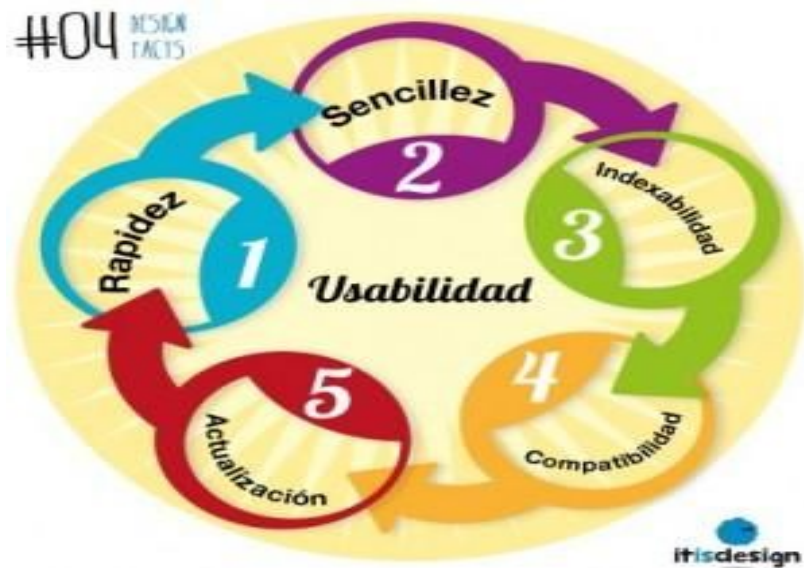 #04 DESIGN
FACTS
Rapidez
1
Sencillez
2
Indexabilidad
3
Usabilidad
4
Compatibilidad
5
Actualización
itisdesign